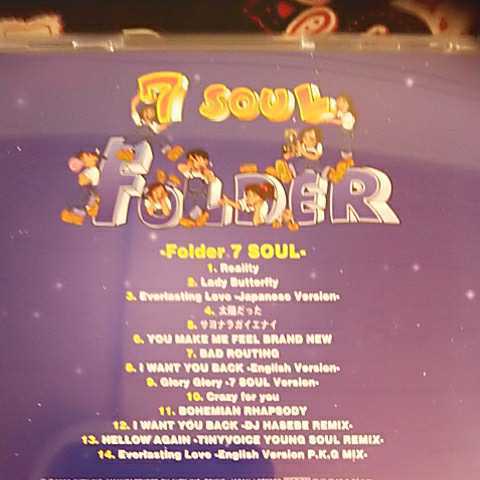 7 SOUL
FOLDER
-Folder 7 SOUL-
1. Reality
2. Lady Butterfly
3. Everlasting Love -Japanese Version-
4. 太陽だった
5. サヨナラガイエナイ
6. YOU MAKE ME FEEL BRAND NEW
7. BAD ROUTING
8. I WANT YOU BACK -English Version-
9. Glory Glory -7 SOUL Version-
10. Crazy for you
11. BOHEMIAN RHAPSODY
12. I WANT YOU BACK -DJ HASEBE REMIX-
13. HELLOW AGAIN -TINYVOICE YOUNG SOUL REMIX-
14. Everlasting Love -English Version P.K.G MIX-